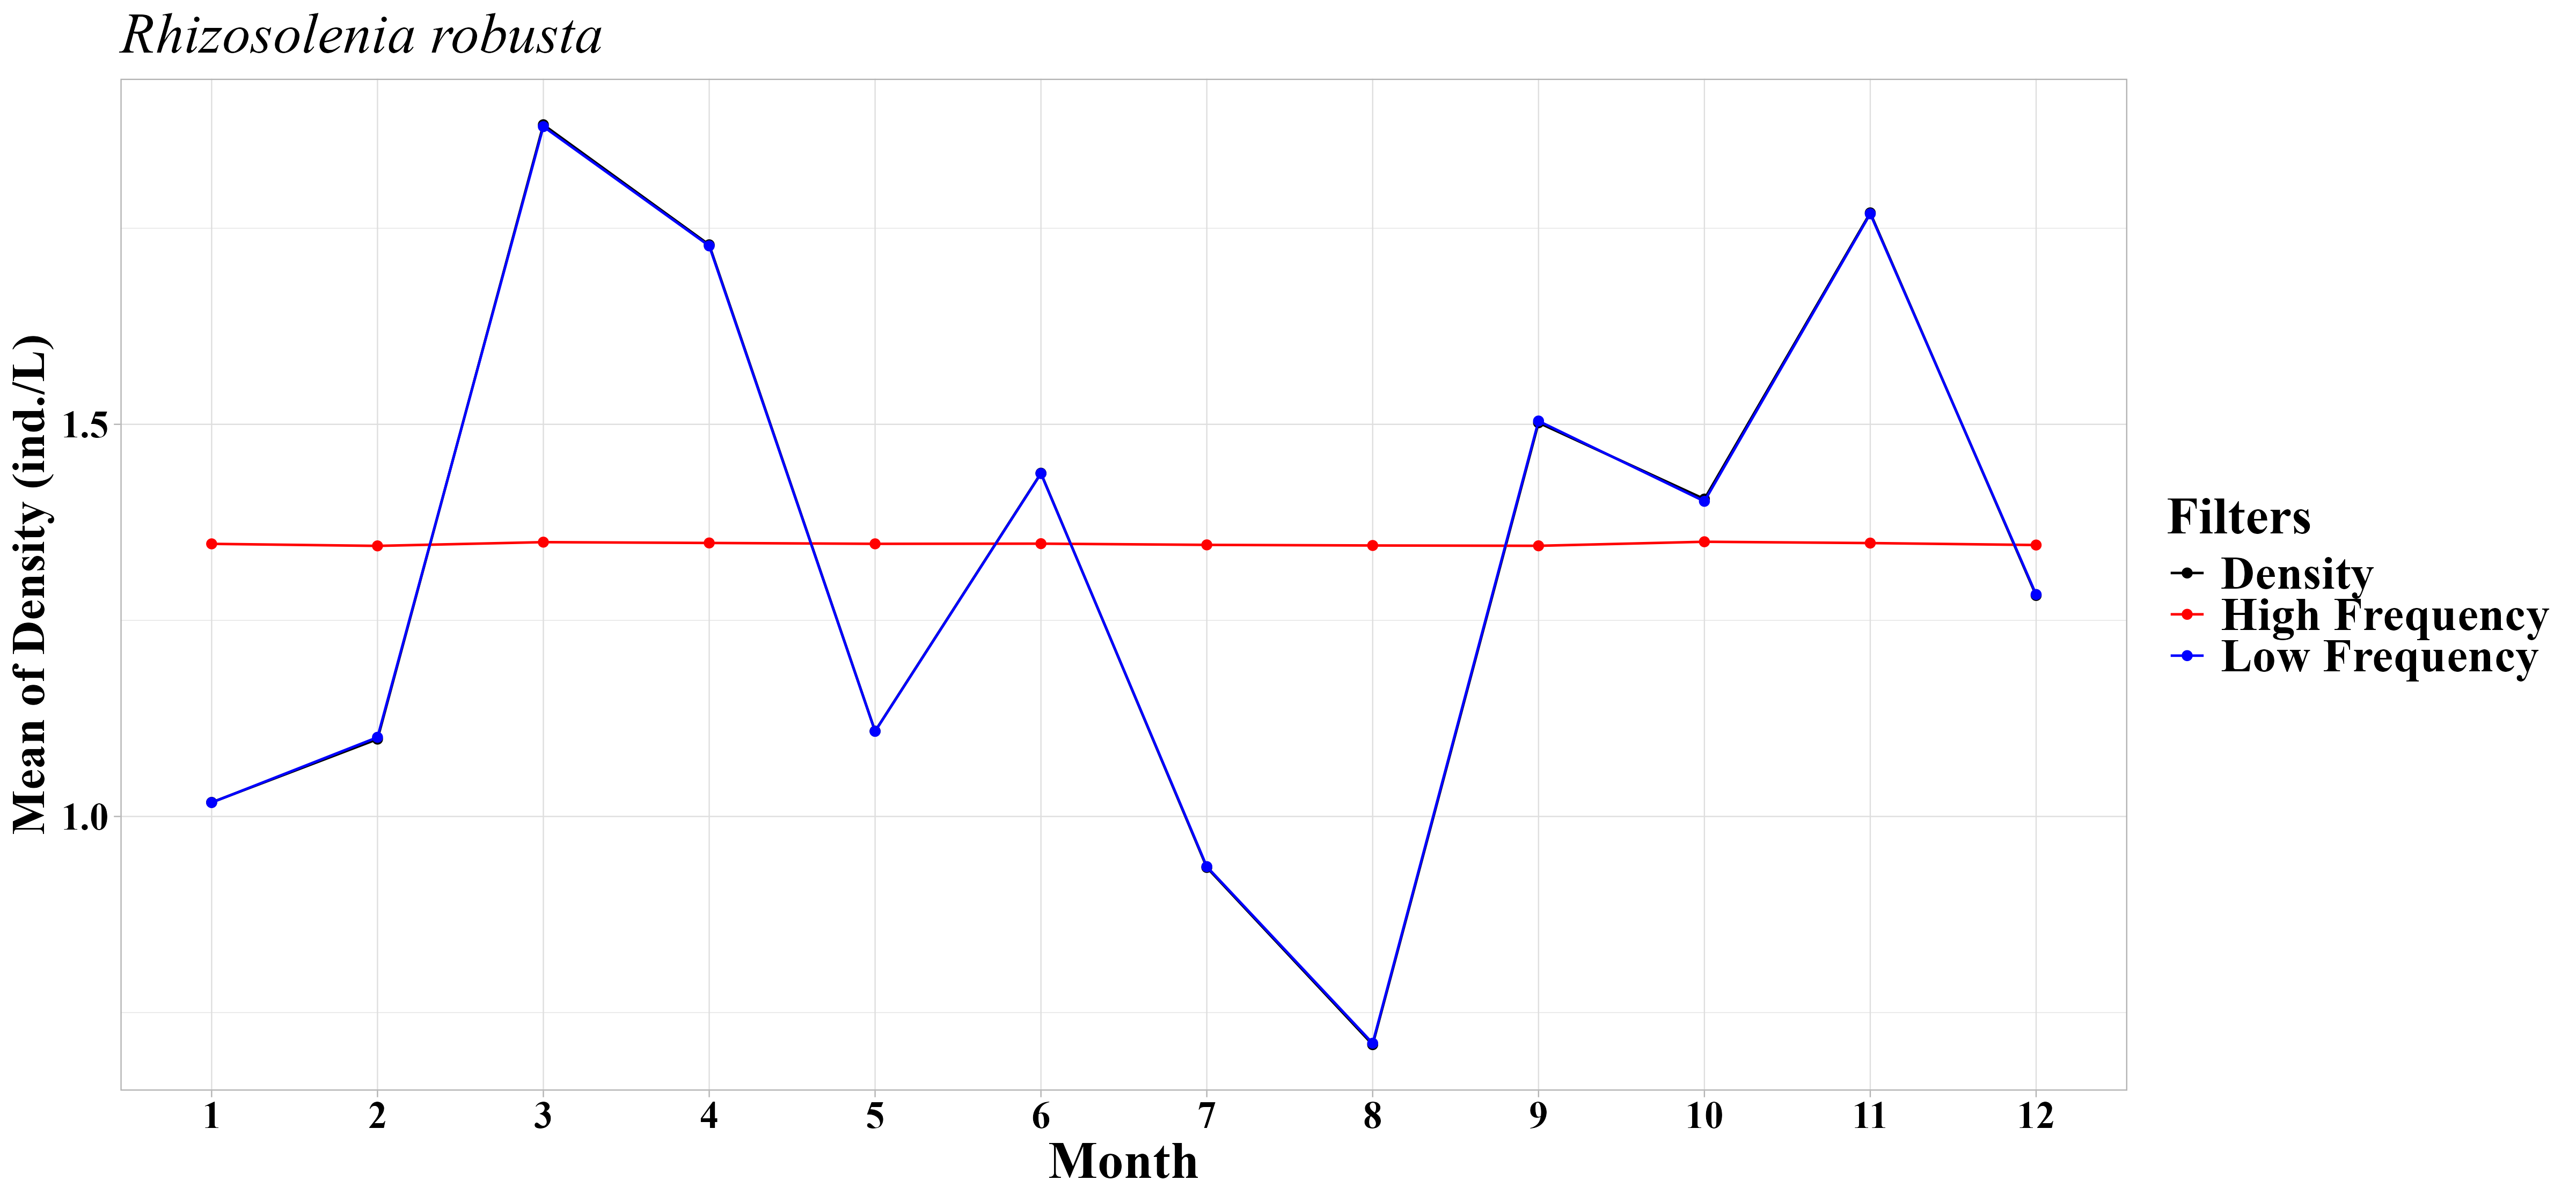 Rhizosolenia robusta
Mean of Density (ind./L)
1.5
1.0
1 2 3 4 5 6 7 8 9 10 11 12
Month
Filters
Density
High Frequency
Low Frequency